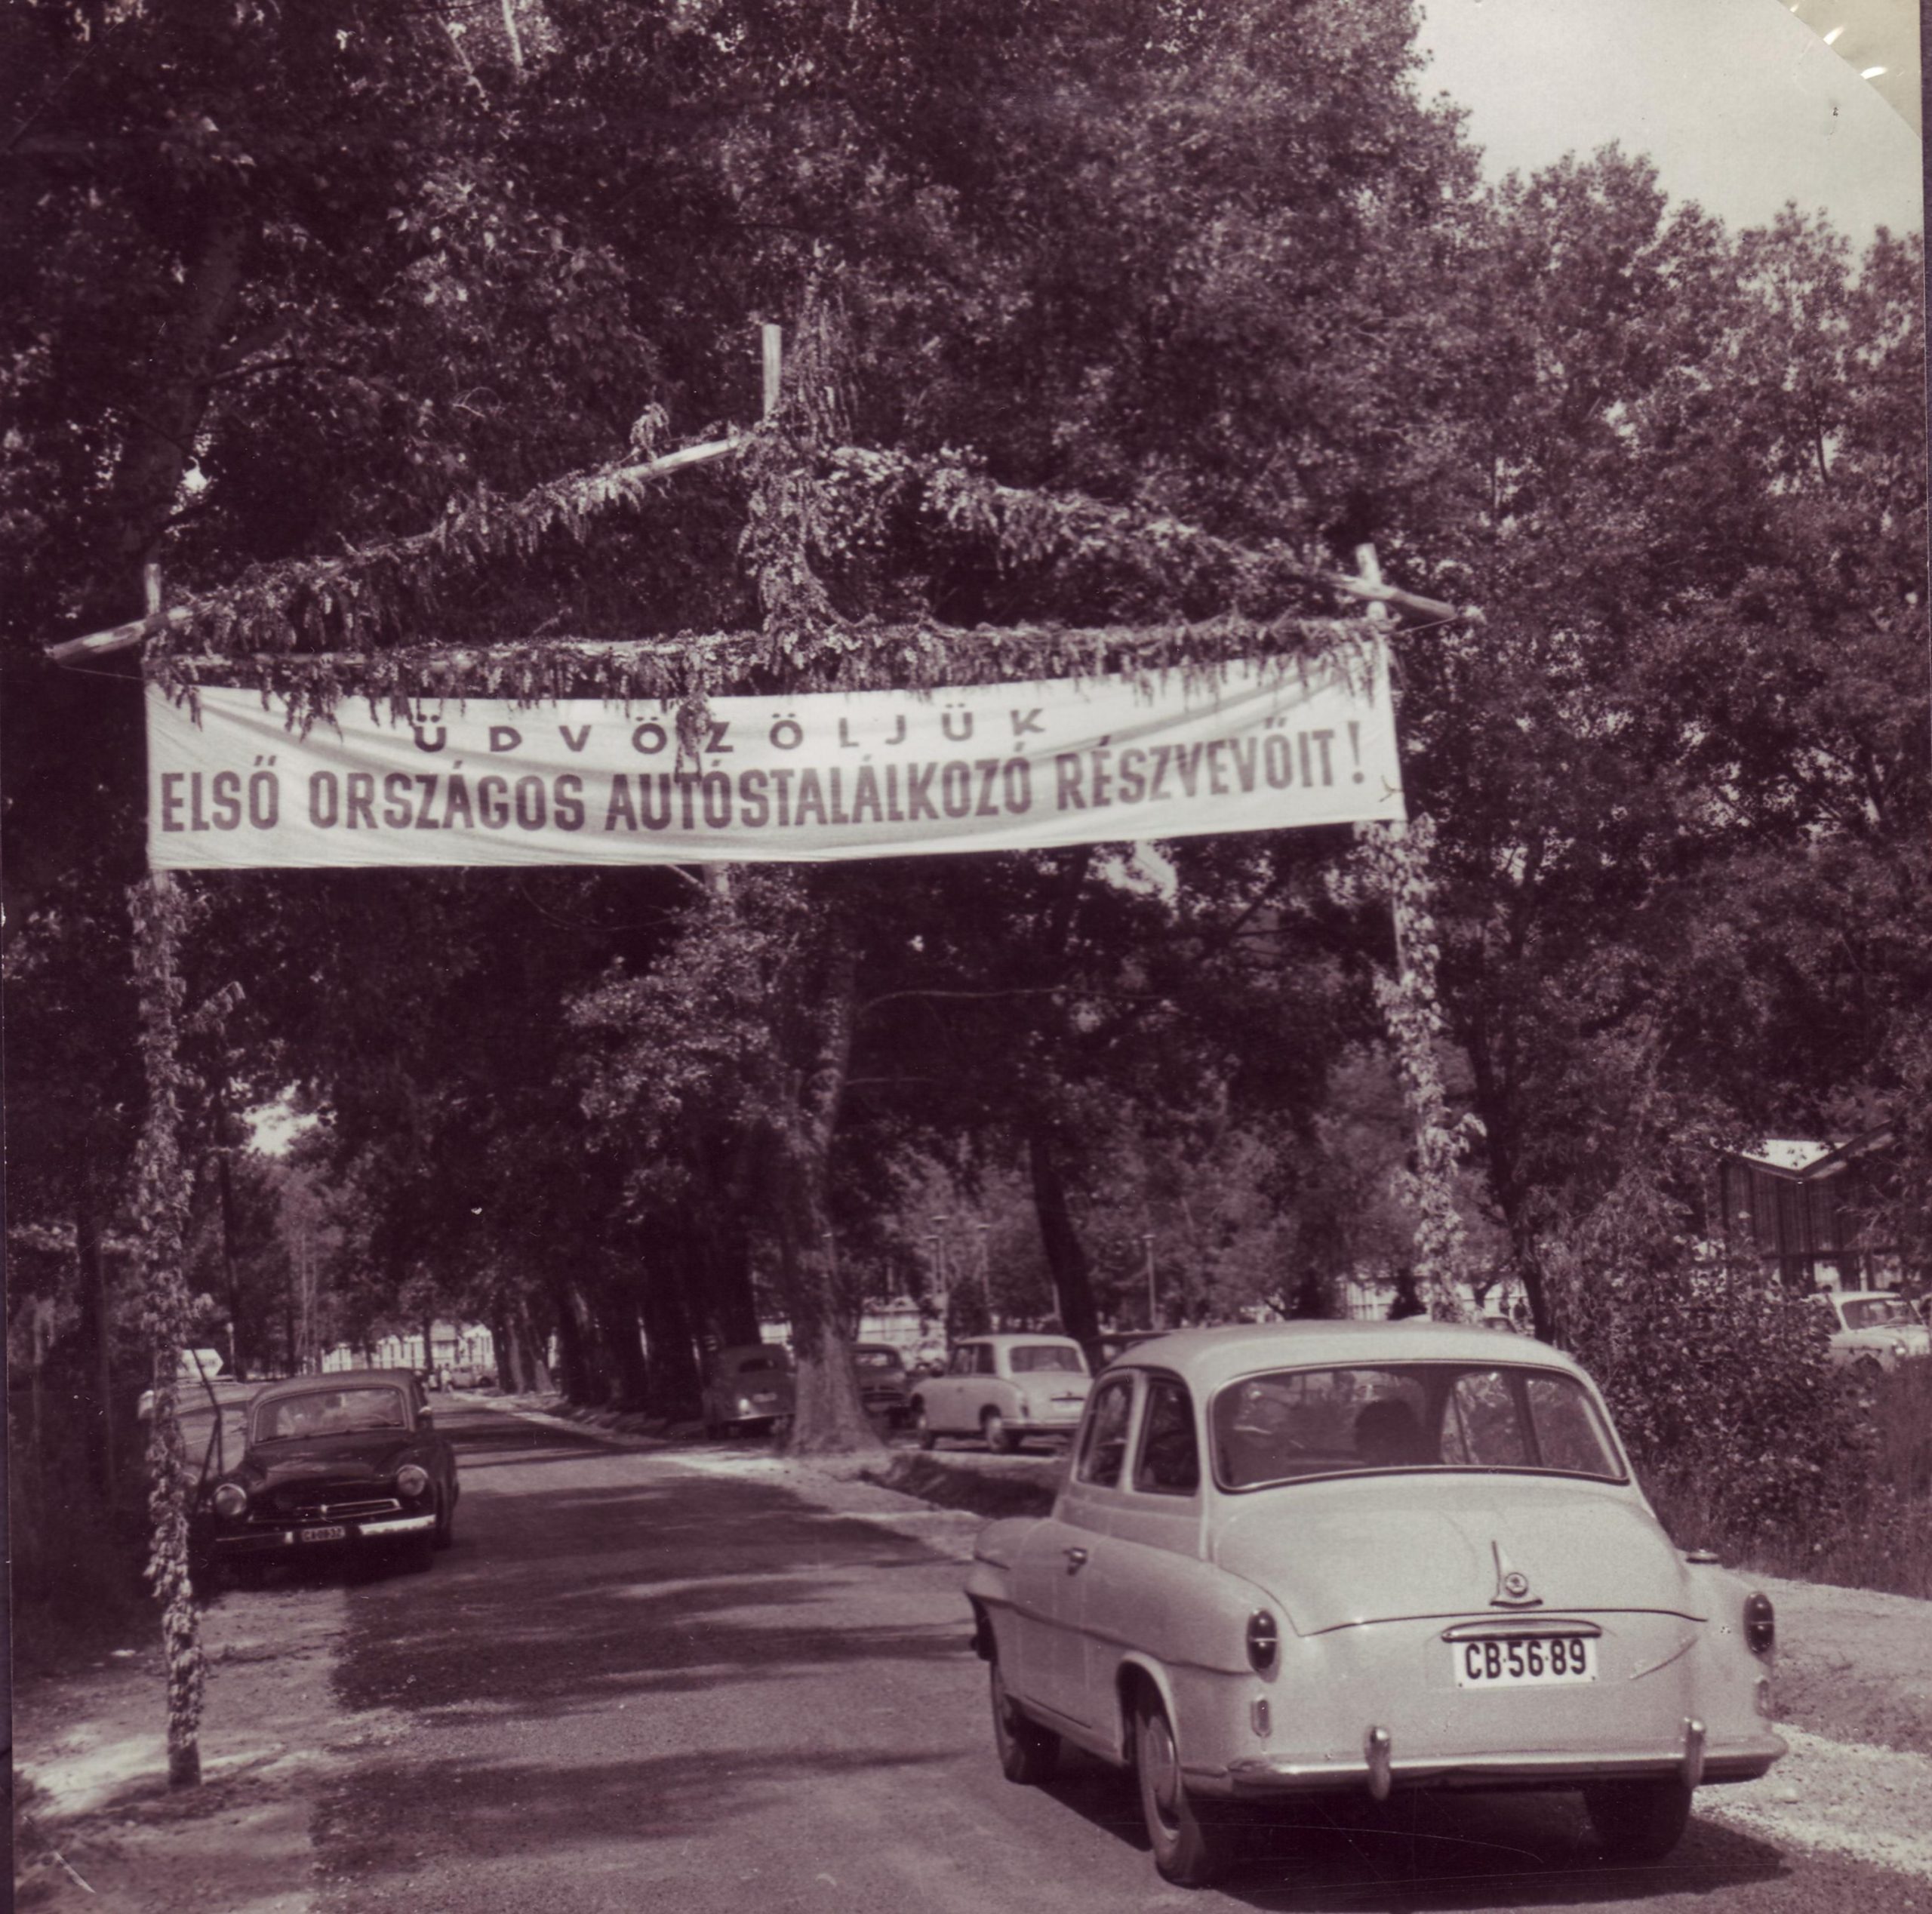 ÜDVÖZÖLJÜK
ELSŐ ORSZÁGOS AUTÓSTALÁLKOZÓ RÉSZVEVŐIT!
CB·56·89